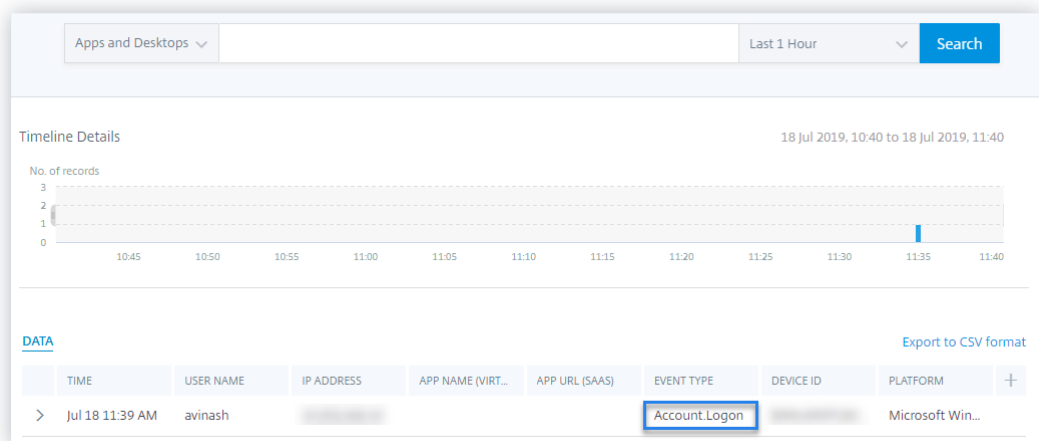 Apps and Desktops Last 1 Hour Search
Timeline Details 18 Jul 2019, 10:40 to 18 Jul 2019, 11:40
No. of records
3
2
1
0
10:45 10:50 10:55 11:00 11:05 11:10 11:15 11:20 11:25 11:30 11:35 11:40
DATA Export to CSV format
TIME USER NAME IP ADDRESS APP NAME (VIRT... APP URL (SAAS) EVENT TYPE DEVICE ID PLATFORM +
> Jul 18 11:39 AM avinash Account.Logon Microsoft Win...